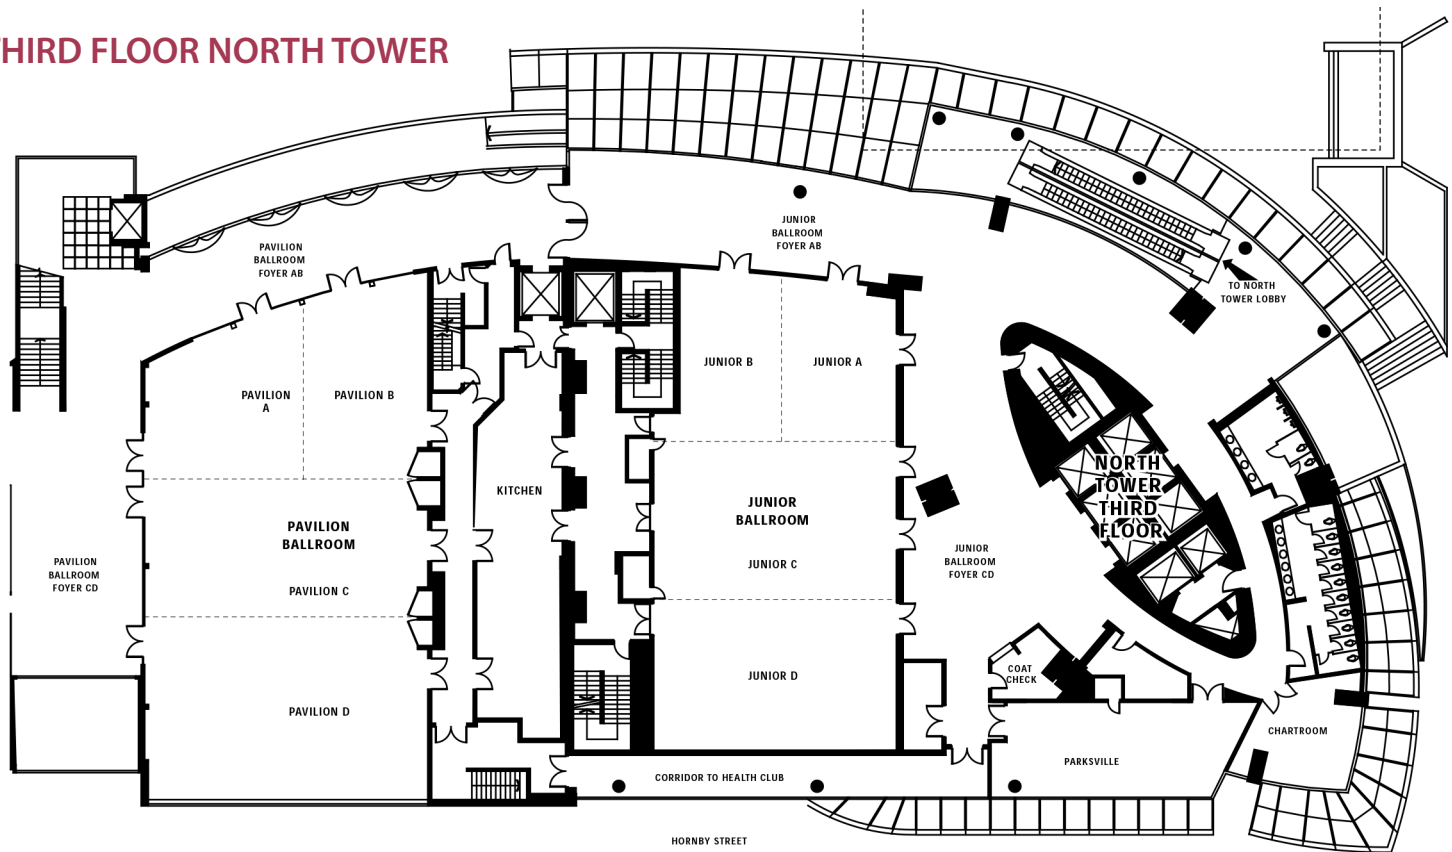 THIRD FLOOR NORTH TOWER
JUNIOR
BALLROOM
FOYER AB
PAVILION
BALLROOM
FOYER AB
TO NORTH
TOWER LOBBY
JUNIOR B
JUNIOR A
PAVILION
A
PAVILION B
NORTH
TOWER
THIRD
FLOOR
KITCHEN
JUNIOR
BALLROOM
PAVILION
BALLROOM
JUNIOR
BALLROOM
FOYER CD
PAVILION
BALLROOM
FOYER CD
JUNIOR C
PAVILION C
COAT
CHECK
JUNIOR D
PAVILION D
CHARTROOM
PARKSVILLE
CORRIDOR TO HEALTH CLUB
HORNBY STREET